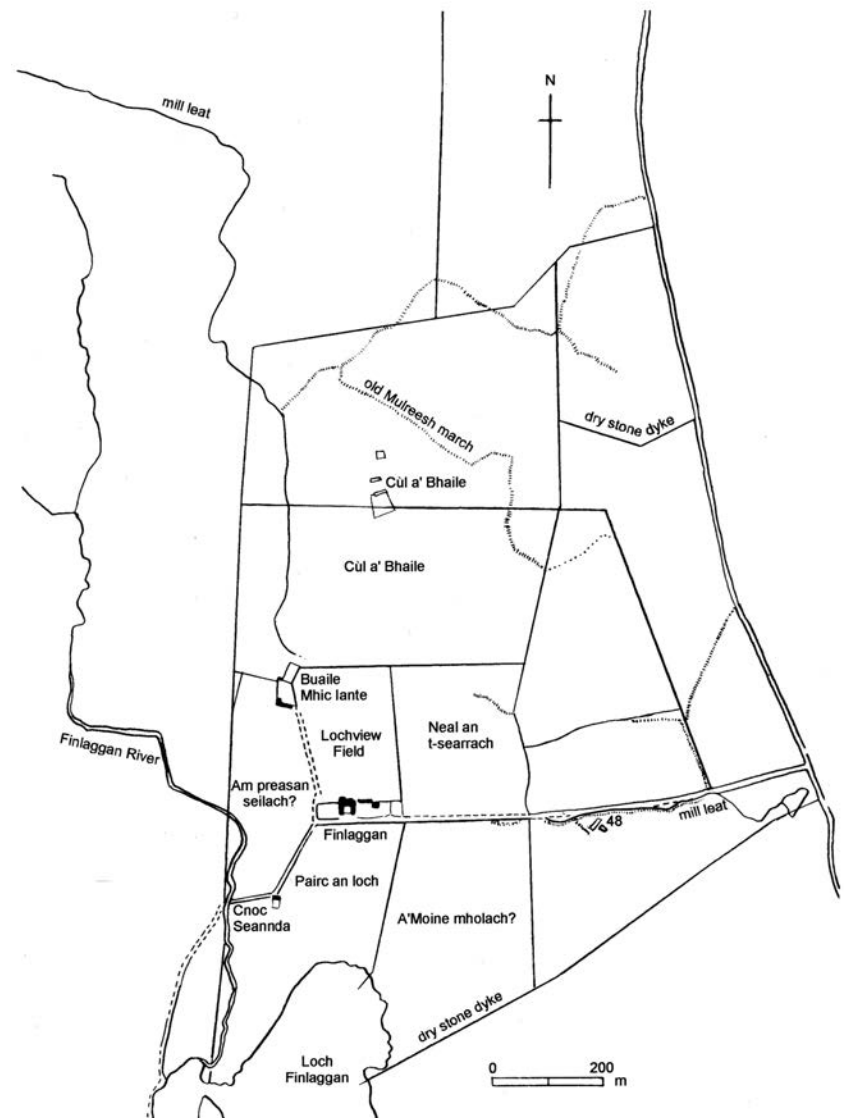 mill leat
N
old Mulreesh march
dry stone dyke
Cùl a' Bhaile
Cùl a' Bhaile
Buaile
Mhic Iante
Lochview
Field
Neal an
t-searrach
Finlaggan River
Am preasan
seilach?
Finlaggan
mill leat
48
Pairc an loch
Cnoc
Seannda
A'Moine mholach?
dry stone dyke
Loch
Finlaggan
0 200
m